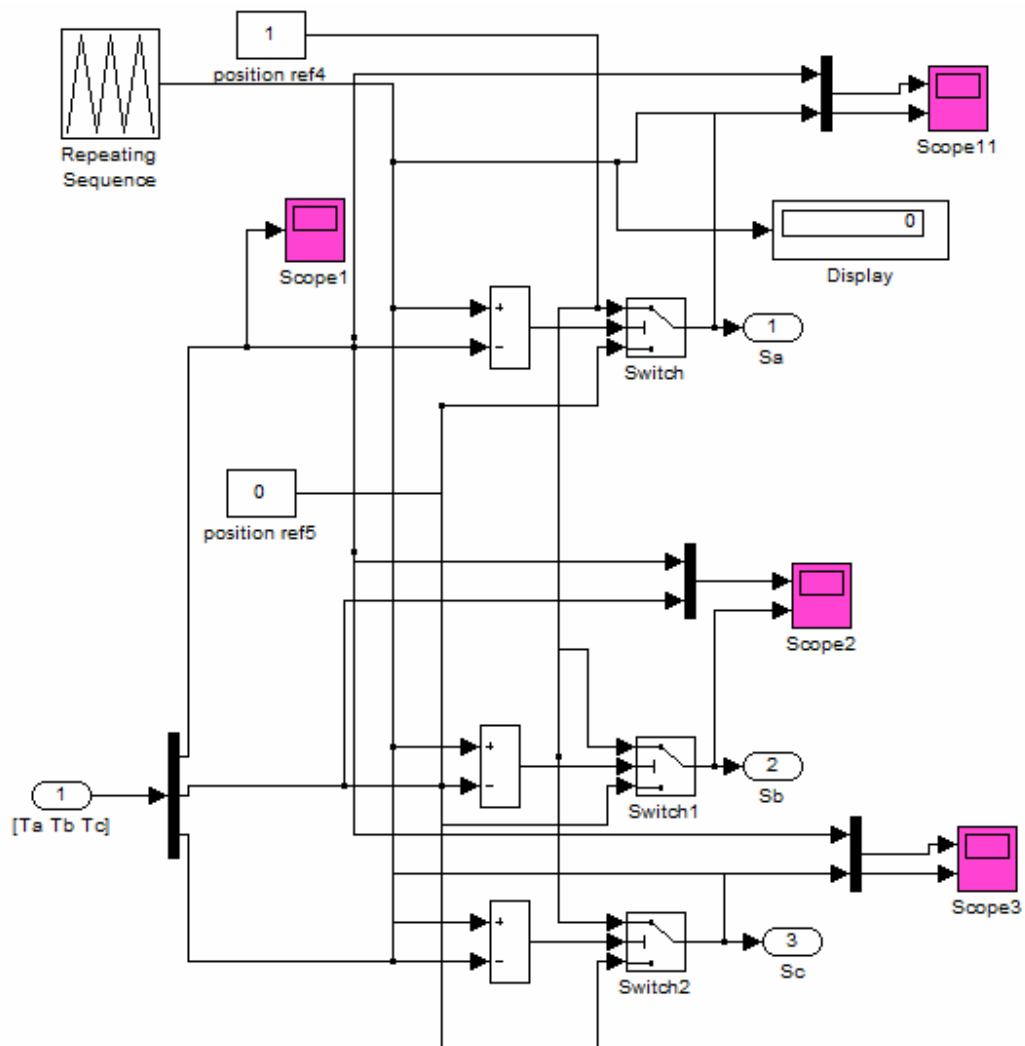 1
position ref4
Repeating
Sequence
Scope11
0
Display
Scope1
+
−
Switch
1
Sa
0
position ref5
Scope2
+
−
Switch1
2
Sb
1
[Ta Tb Tc]
Scope3
+
−
Switch2
3
Sc